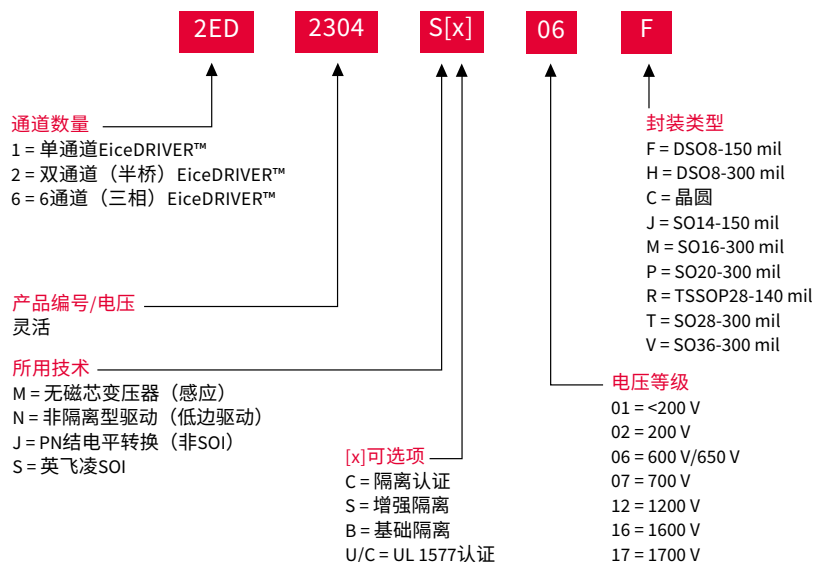 2ED 2304 S[x] 06 F
通道数量
1 = 单通道EiceDRIVER™
2 = 双通道（半桥）EiceDRIVER™
6 = 6通道（三相）EiceDRIVER™
产品编号/电压
灵活
所用技术
M = 无磁芯变压器（感应）
N = 非隔离型驱动（低边驱动）
J = PN结电平转换（非SOI）
S = 英飞凌SOI
[x]可选项
C = 隔离认证
S = 增强隔离
B = 基础隔离
U/C = UL 1577认证
封装类型
F = DSO8-150 mil
H = DSO8-300 mil
C = 晶圆
J = SO14-150 mil
M = SO16-300 mil
P = SO20-300 mil
R = TSSOP28-140 mil
T = SO28-300 mil
V = SO36-300 mil
电压等级
01 = <200 V
02 = 200 V
06 = 600 V/650 V
07 = 700 V
12 = 1200 V
16 = 1600 V
17 = 1700 V